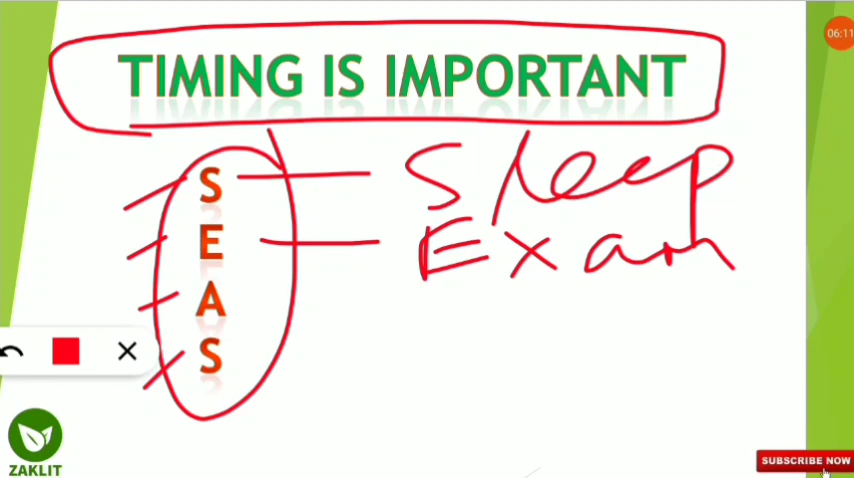 06:11
TIMING IS IMPORTANT
S Sleep
E Exam
A
S
ZAKLIT
SUBSCRIBE NOW